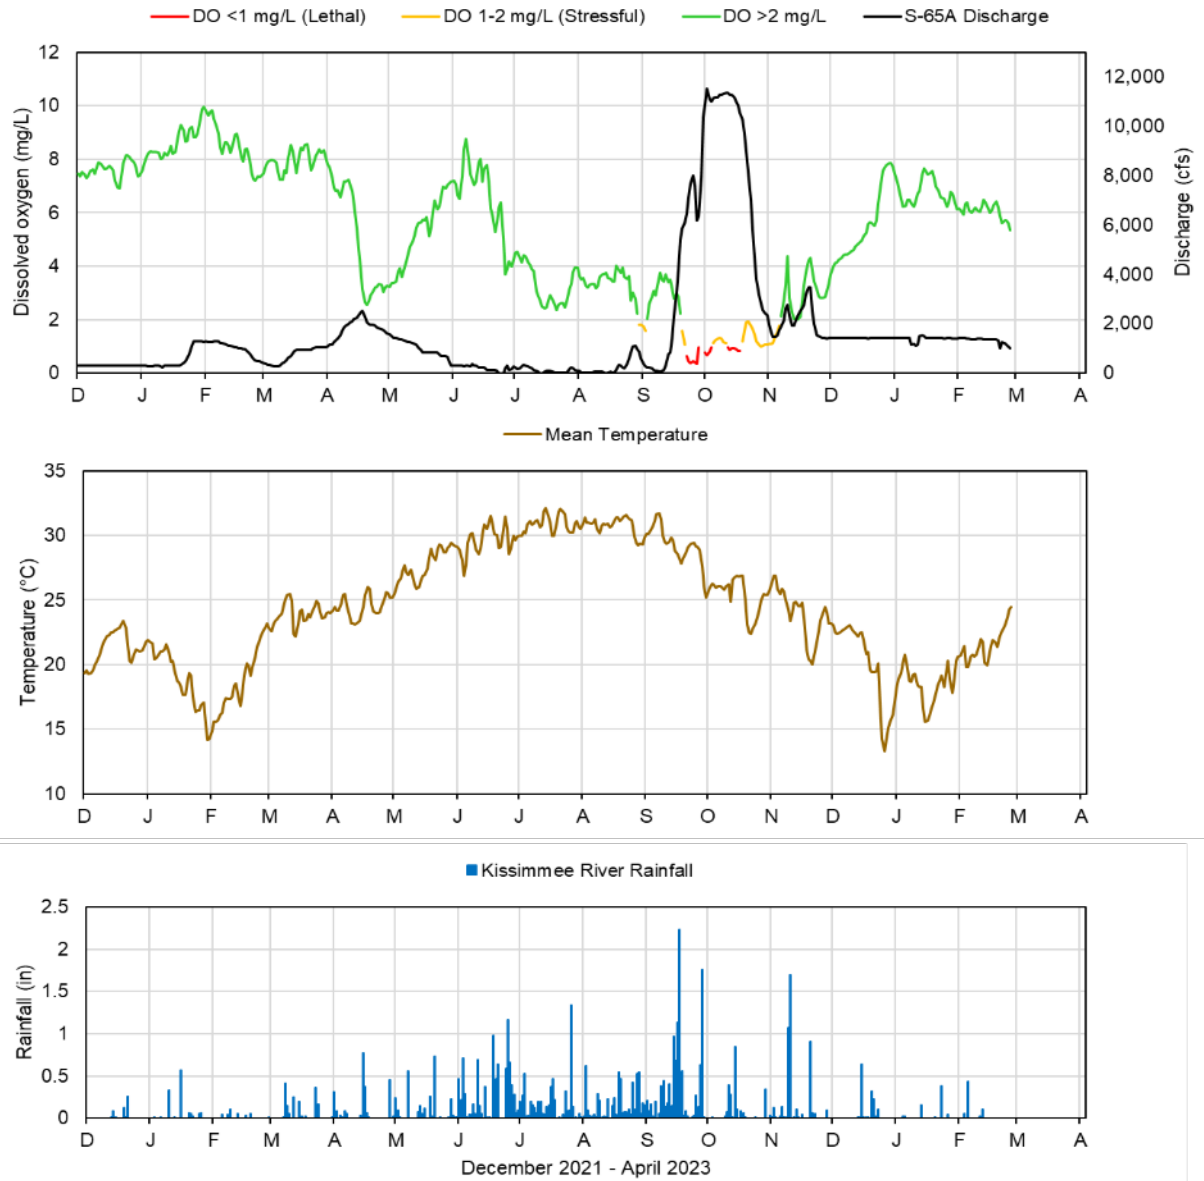 DO <1 mg/L (Lethal) DO 1-2 mg/L (Stressful) DO >2 mg/L S-65A Discharge
12
10
8
6
4
2
0
Dissolved oxygen (mg/L)
12,000
10,000
8,000
6,000
4,000
2,000
0
Discharge (cfs)
D J F M A M J J A S O N D J F M A
Mean Temperature
35
30
25
20
15
10
Temperature (°C)
D J F M A M J J A S O N D J F M A
Kissimmee River Rainfall
2.5
2
1.5
1
0.5
0
Rainfall (in)
D J F M A M J J A S O N D J F M A
December 2021 - April 2023